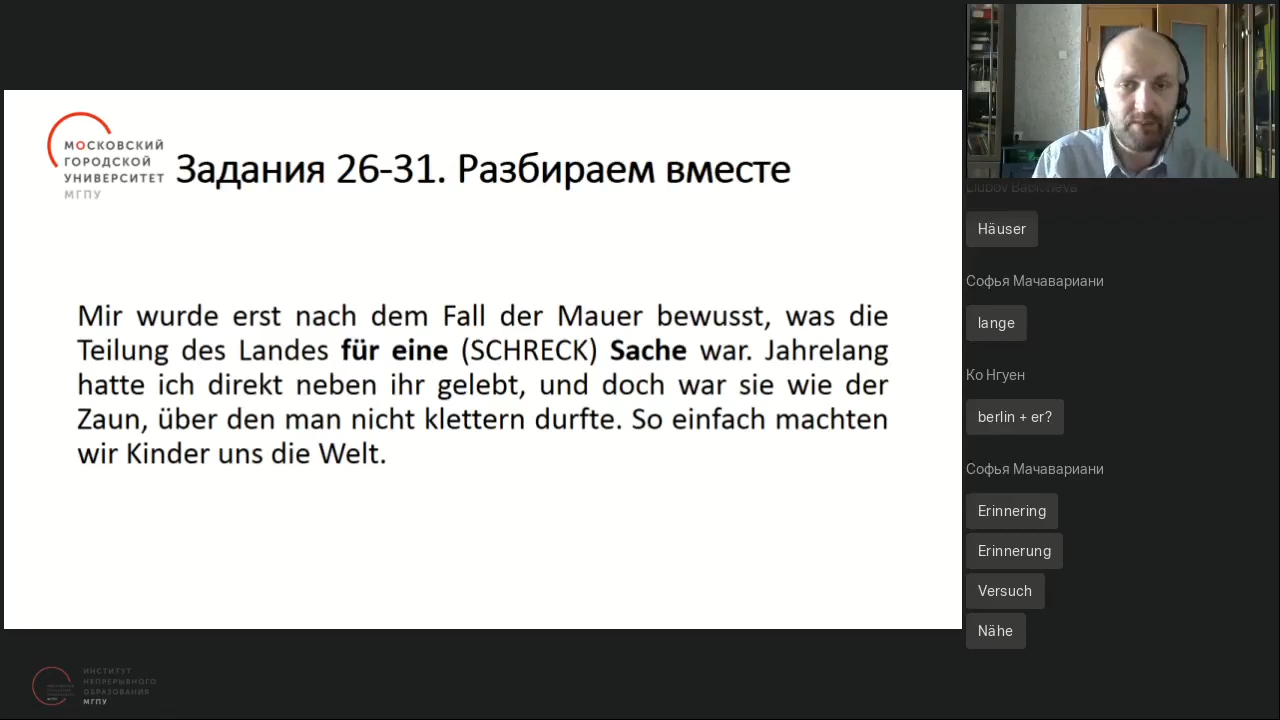 МОСКОВСКИЙ
ГОРОДСКОЙ
УНИВЕРСИТЕТ
МГПУ
Задания 26-31. Разбираем вместе
Mir wurde erst nach dem Fall der Mauer bewusst, was die
Teilung des Landes für eine (SCHRECK) Sache war. Jahrelang
hatte ich direkt neben ihr gelebt, und doch war sie wie der
Zaun, über den man nicht klettern durfte. So einfach machten
wir Kinder uns die Welt.
Häuser
Софья Мачавариани
lange
Ко Нгуен
berlin + er?
Софья Мачавариани
Erinnering
Erinnerung
Versuch
Nähe
ИНСТИТУТ
НЕПРЕРЫВНОГО
ОБРАЗОВАНИЯ
МГПУ